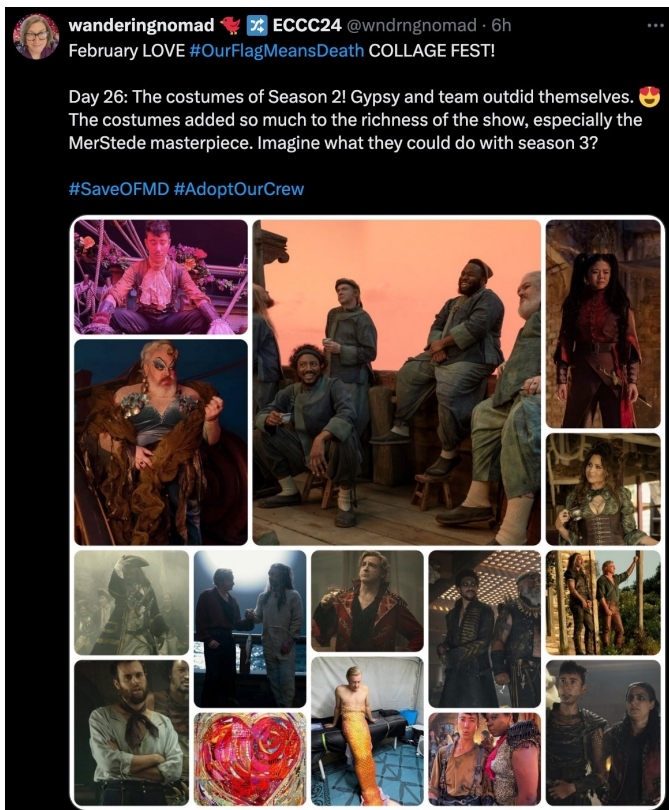 wanderingnomad ECCC24 @wndrngnomad · 6h
February LOVE #OurFlagMeansDeath COLLAGE FEST!
Day 26: The costumes of Season 2! Gypsy and team outdid themselves.
The costumes added so much to the richness of the show, especially the
MerStede masterpiece. Imagine what they could do with season 3?
#SaveOFMD #AdoptOurCrew